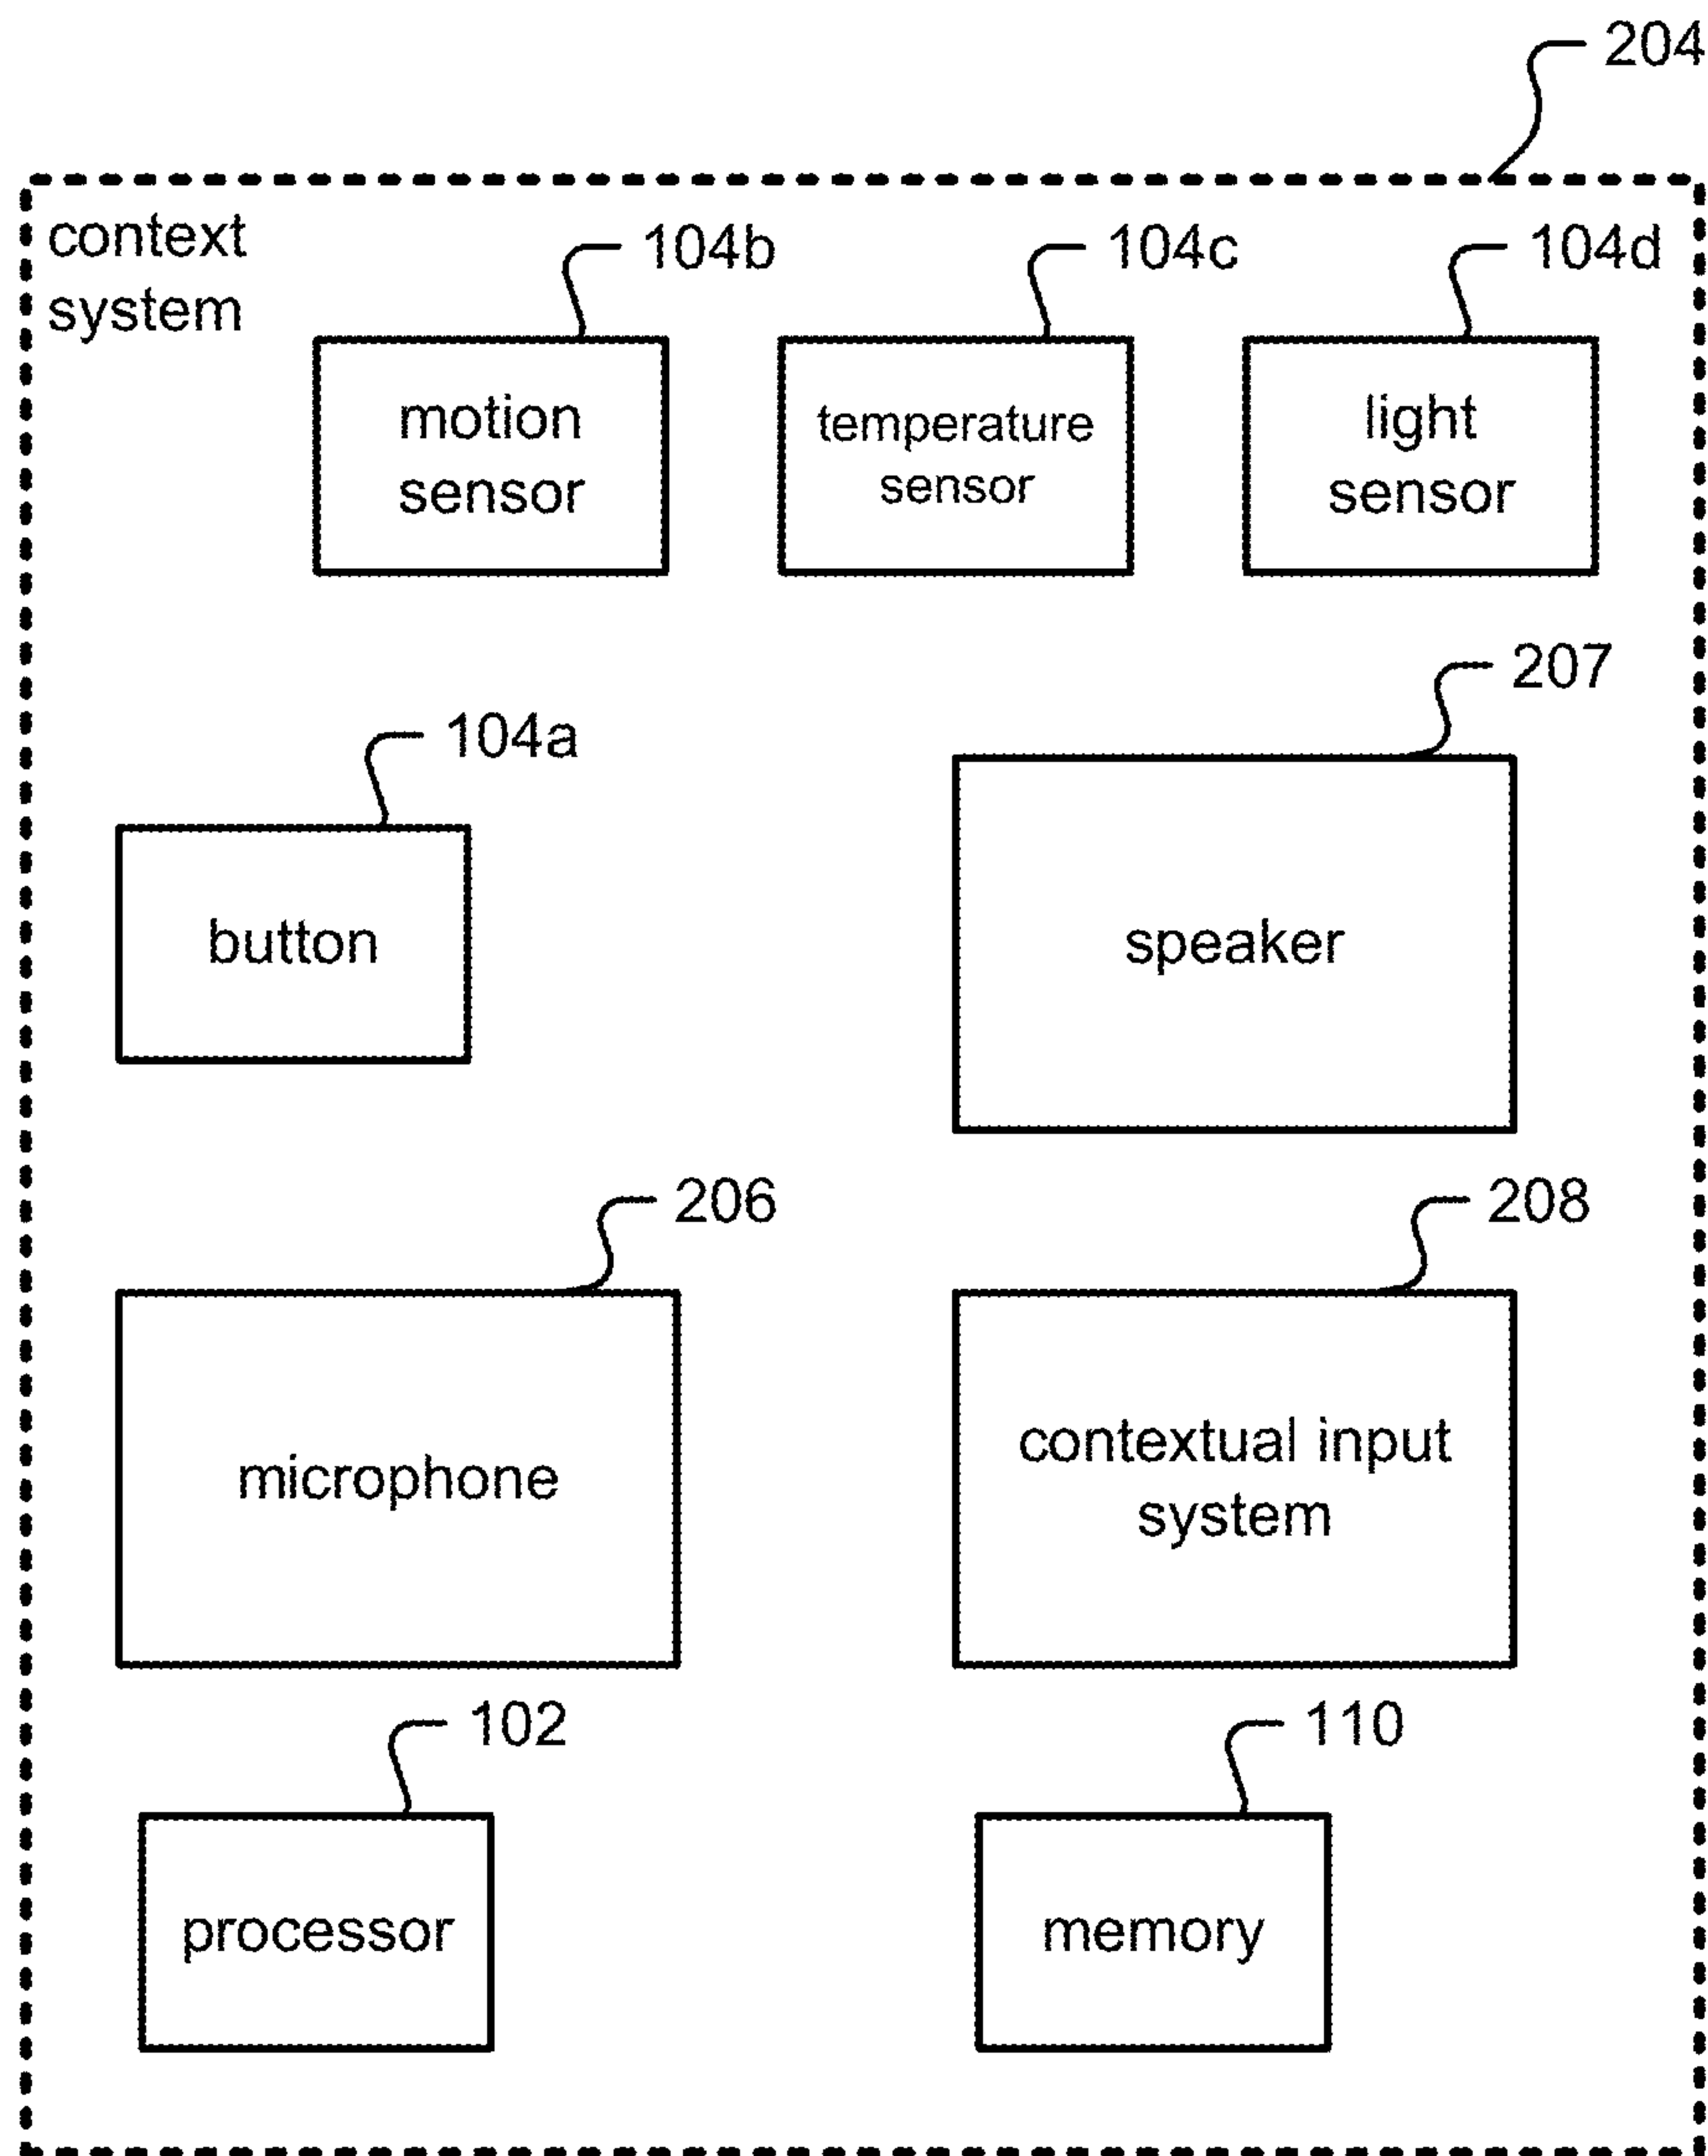 204
context
system
104b
104c
104d
motion
sensor
temperature
sensor
light
sensor
207
104a
button
speaker
206
208
microphone
contextual input
system
102
110
processor
memory